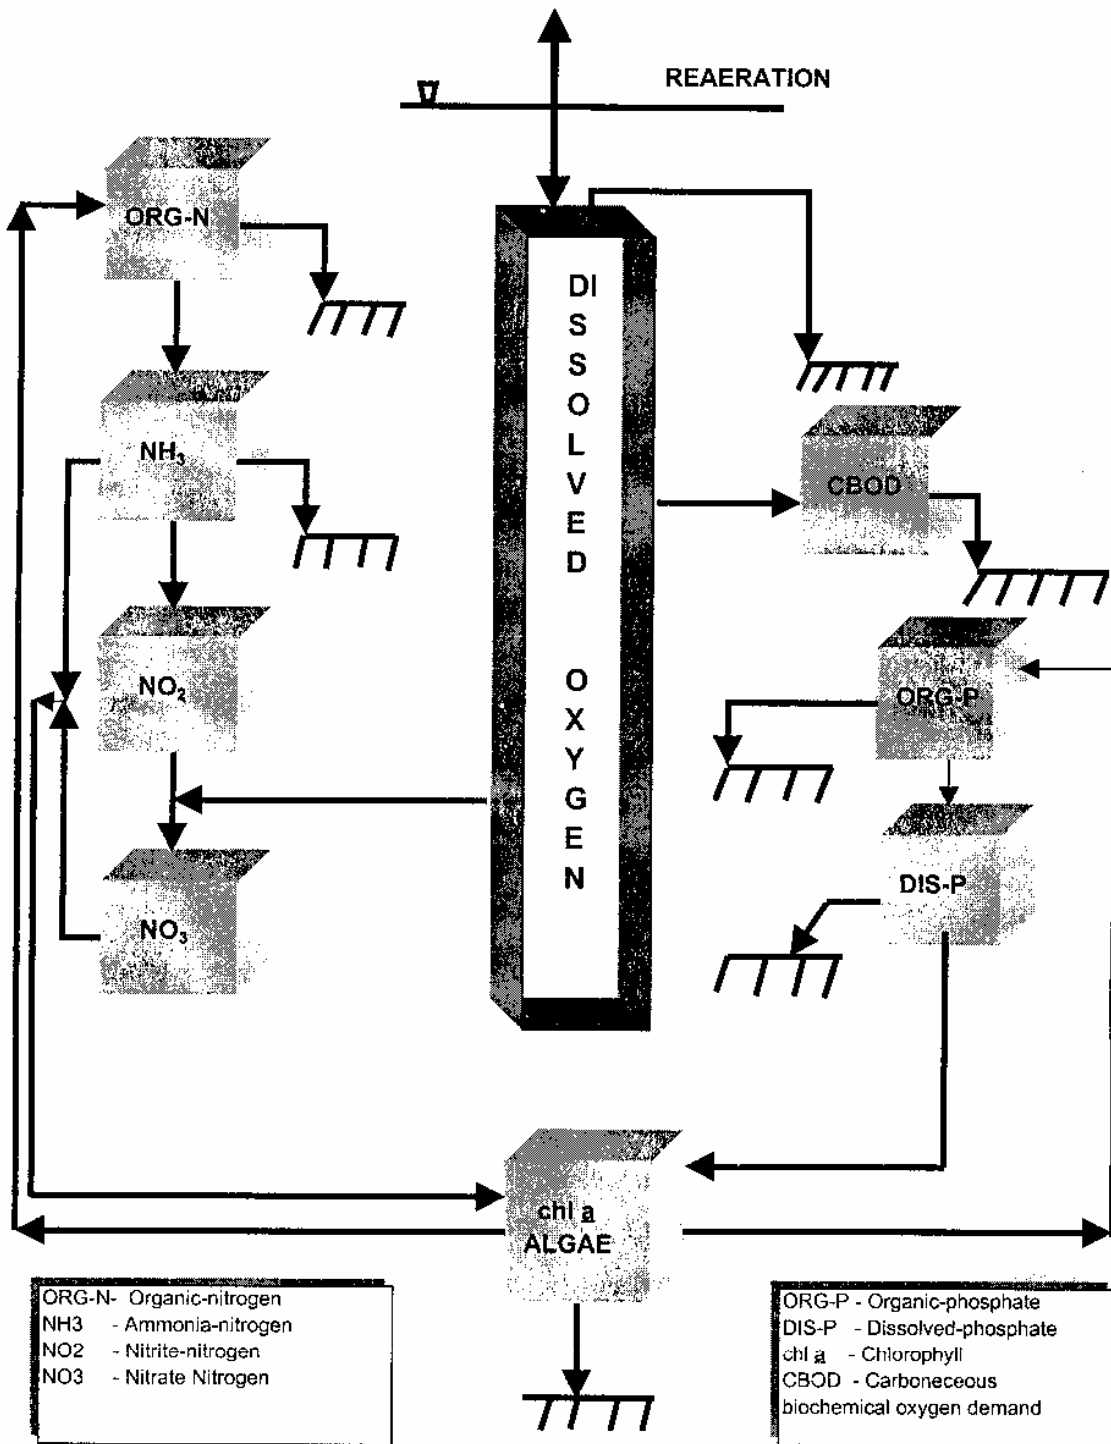 REAERATION
ORG-N
DI
S
S
O
L
V
E
D
O
X
Y
G
E
N
NH3
CBOD
NO2
ORG-P
DIS-P
NO3
chl a
ALGAE
ORG-N- Organic-nitrogen
NH3 - Ammonia-nitrogen
NO2 - Nitrite-nitrogen
NO3 - Nitrate Nitrogen
ORG-P - Organic-phosphate
DIS-P - Dissolved-phosphate
chl a - Chlorophyll
CBOD - Carboneceous
biochemical oxygen demand